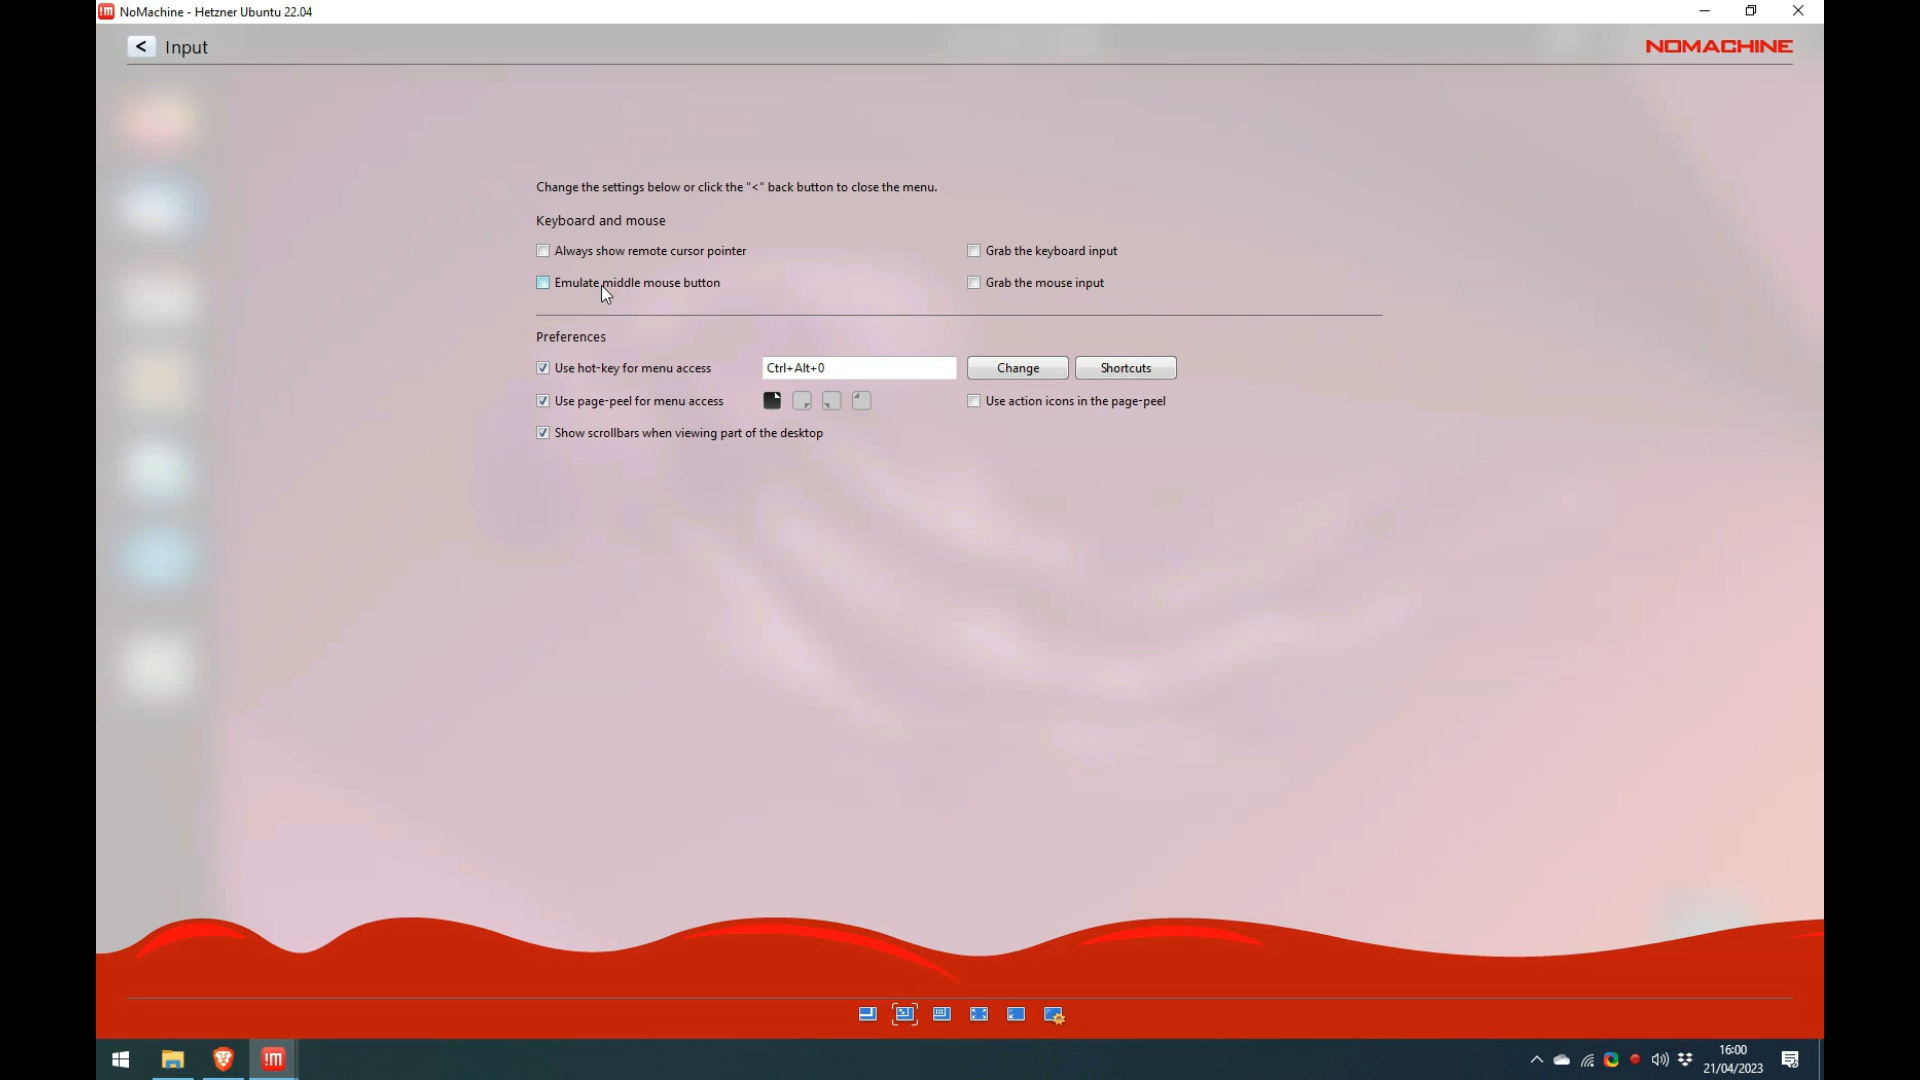 NoMachine - Hetzner Ubuntu 22.04
< Input
NOMACHINE
Change the settings below or click the "<" back button to close the menu.
Keyboard and mouse
Always show remote cursor pointer
Grab the keyboard input
Emulate middle mouse button
Grab the mouse input
Preferences
Use hot-key for menu access
Ctrl+Alt+0
Change
Shortcuts
Use page-peel for menu access
Use action icons in the page-peel
Show scrollbars when viewing part of the desktop
!M
16:00
21/04/2023